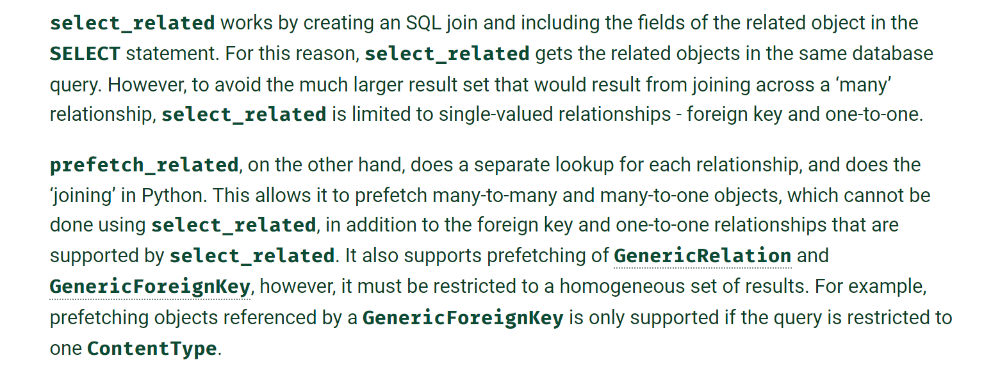 select_related works by creating an SQL join and including the fields of the related object in the
SELECT statement. For this reason, select_related gets the related objects in the same database
query. However, to avoid the much larger result set that would result from joining across a ‘many’
relationship, select_related is limited to single-valued relationships - foreign key and one-to-one.
prefetch_related, on the other hand, does a separate lookup for each relationship, and does the
‘joining’ in Python. This allows it to prefetch many-to-many and many-to-one objects, which cannot be
done using select_related, in addition to the foreign key and one-to-one relationships that are
supported by select_related. It also supports prefetching of GenericRelation and
GenericForeignKey, however, it must be restricted to a homogeneous set of results. For example,
prefetching objects referenced by a GenericForeignKey is only supported if the query is restricted to
one ContentType.